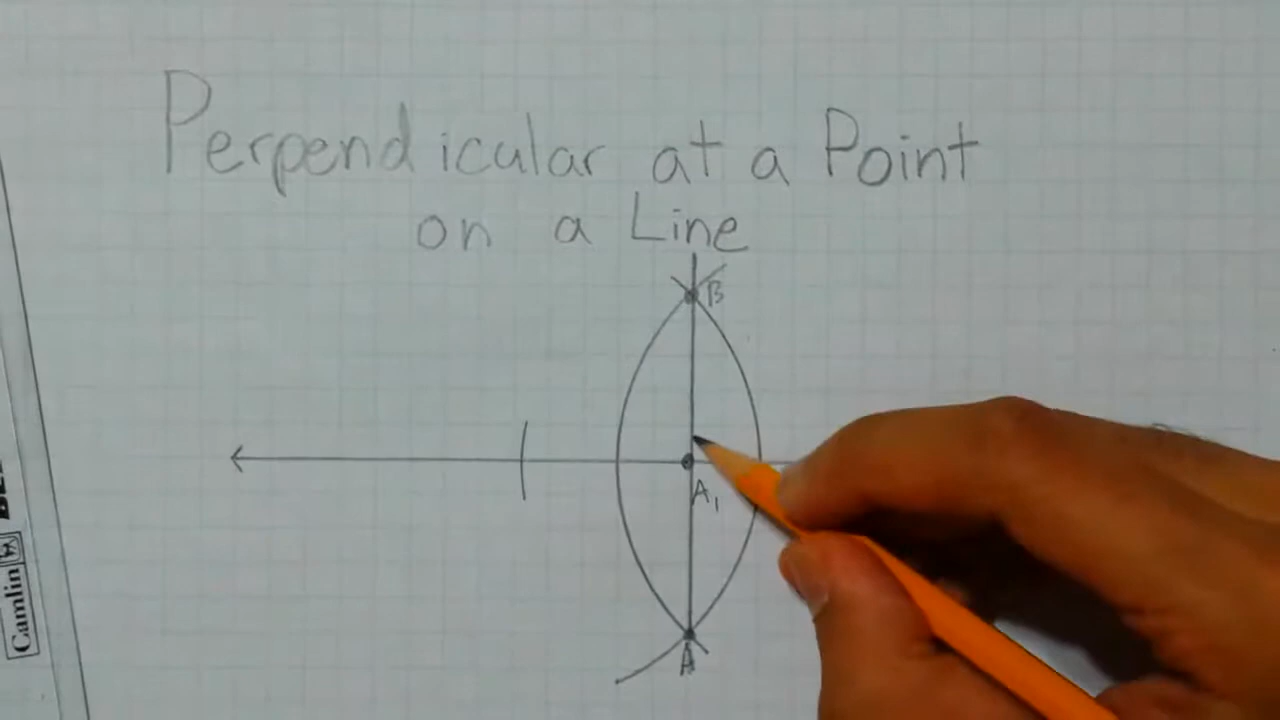 Perpendicular at a Point
on a Line
B
A₁
A
Camlin